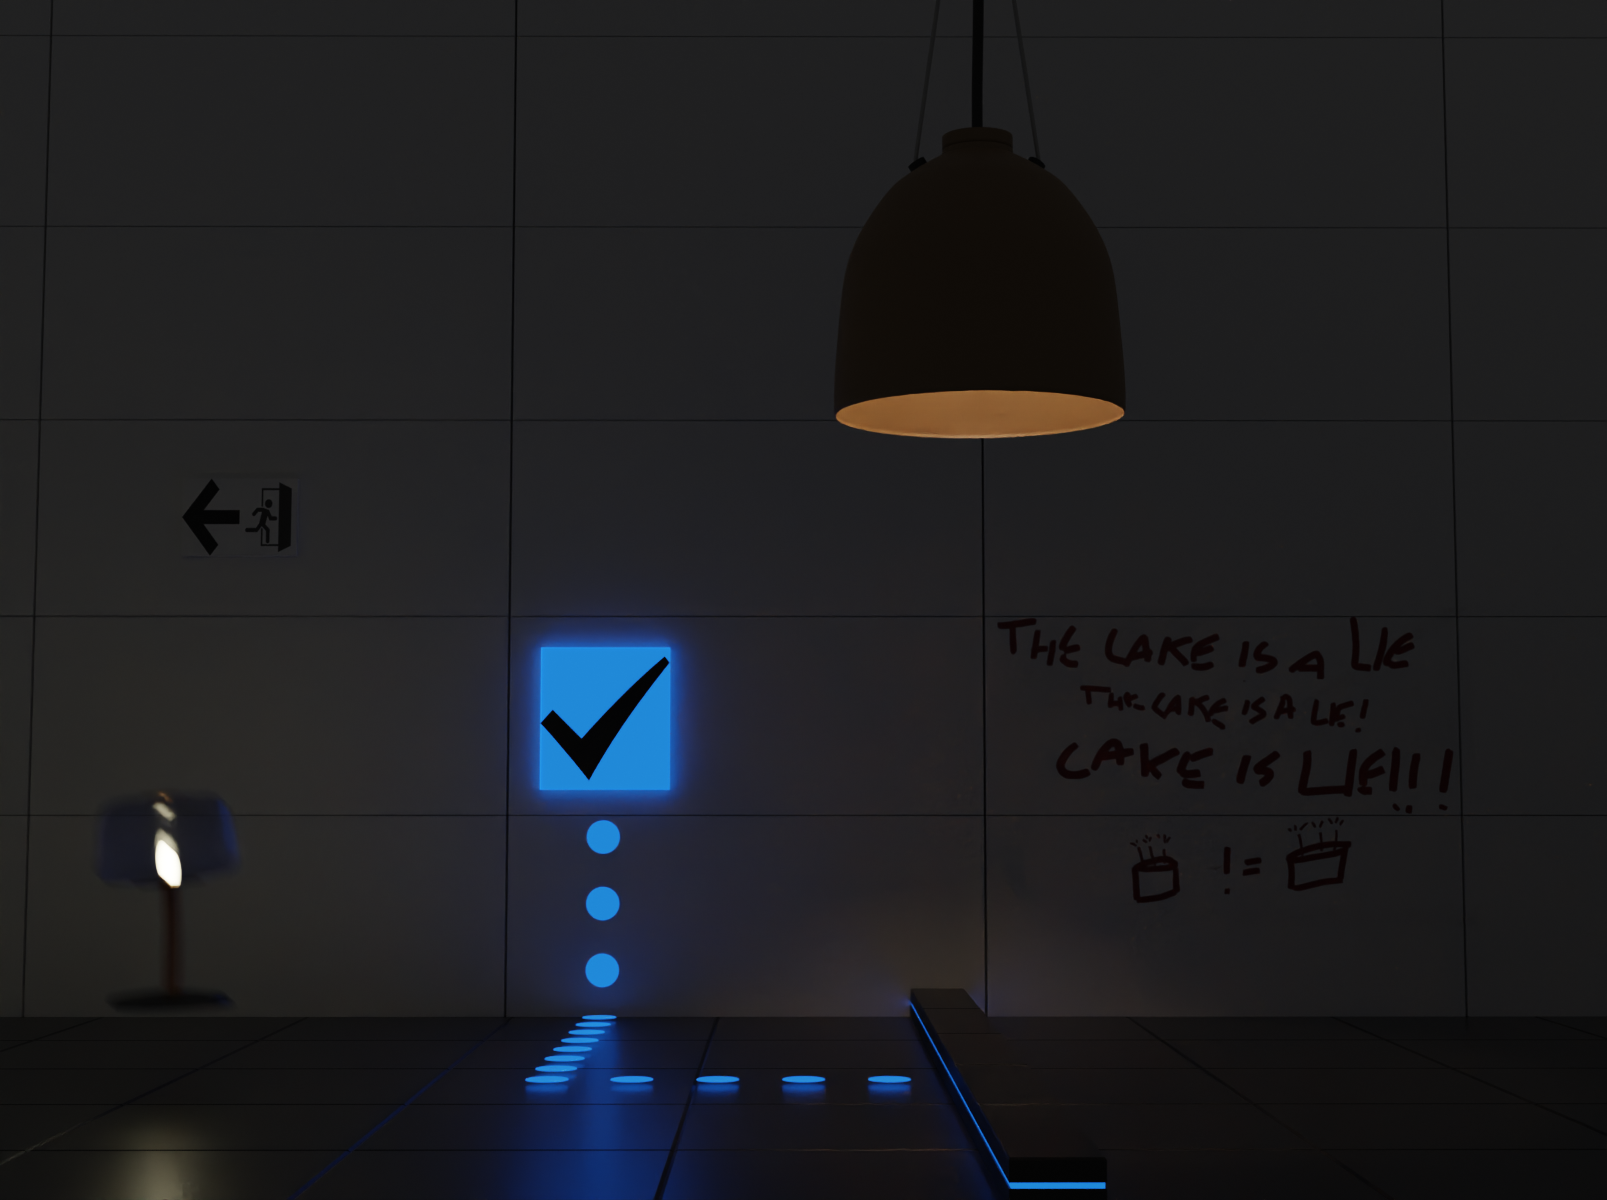 THE CAKE IS A LIE
THE CAKE IS A LIE!
CAKE IS LIE!!!
!=